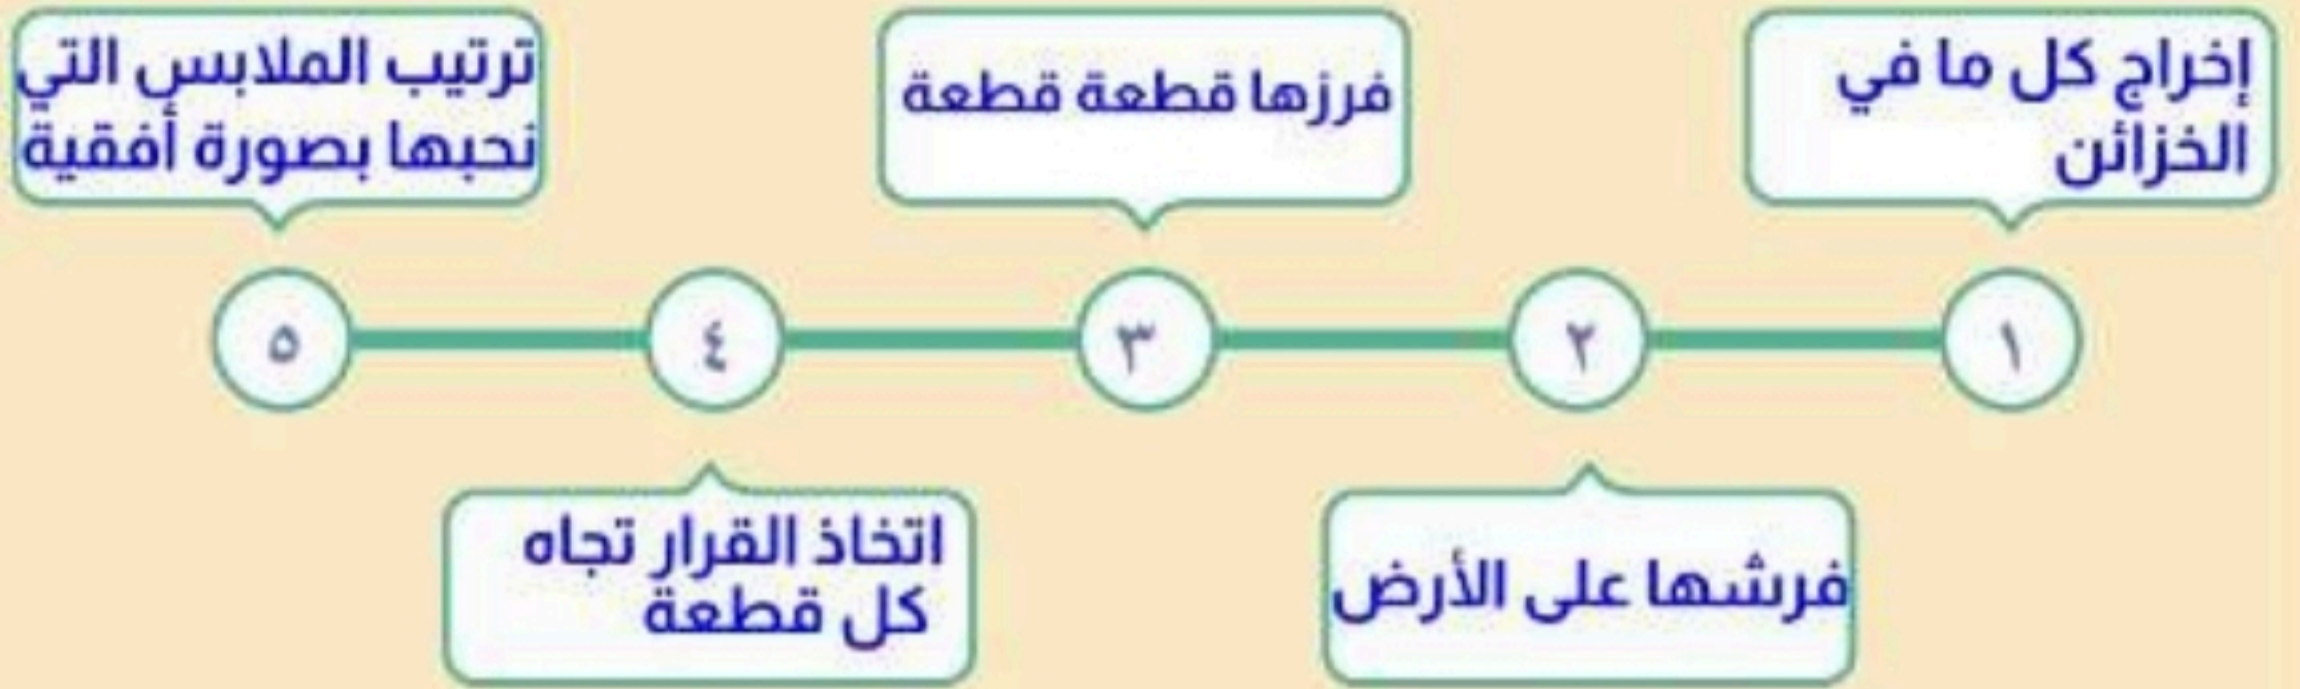 إخراج كل ما في
الخزائن
١
فرشها على الأرض
٢
فرزها قطعة قطعة
٣
اتخاذ القرار تجاه
كل قطعة
٤
ترتيب الملابس التي
نحبها بصورة أفقية
٥